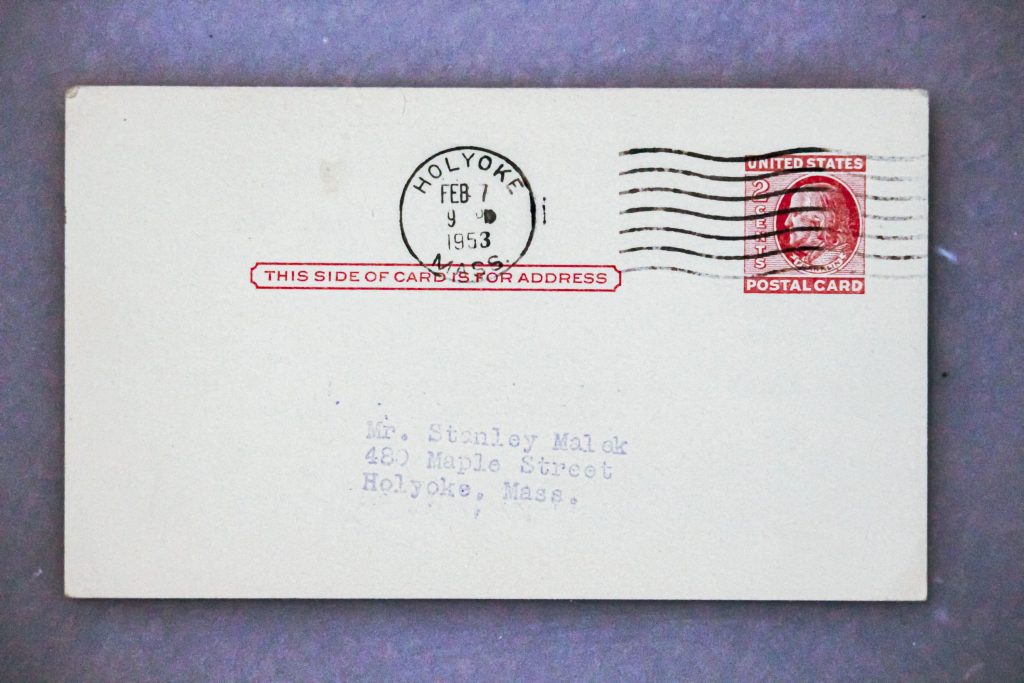 HOLYOKE
FEB 7
9
1953
MASS.
UNITED STATES
2 CENTS
FRANKLIN
POSTAL CARD
THIS SIDE OF CARD IS FOR ADDRESS
Mr. Stanley Malek
480 Maple Street
Holyoke, Mass.